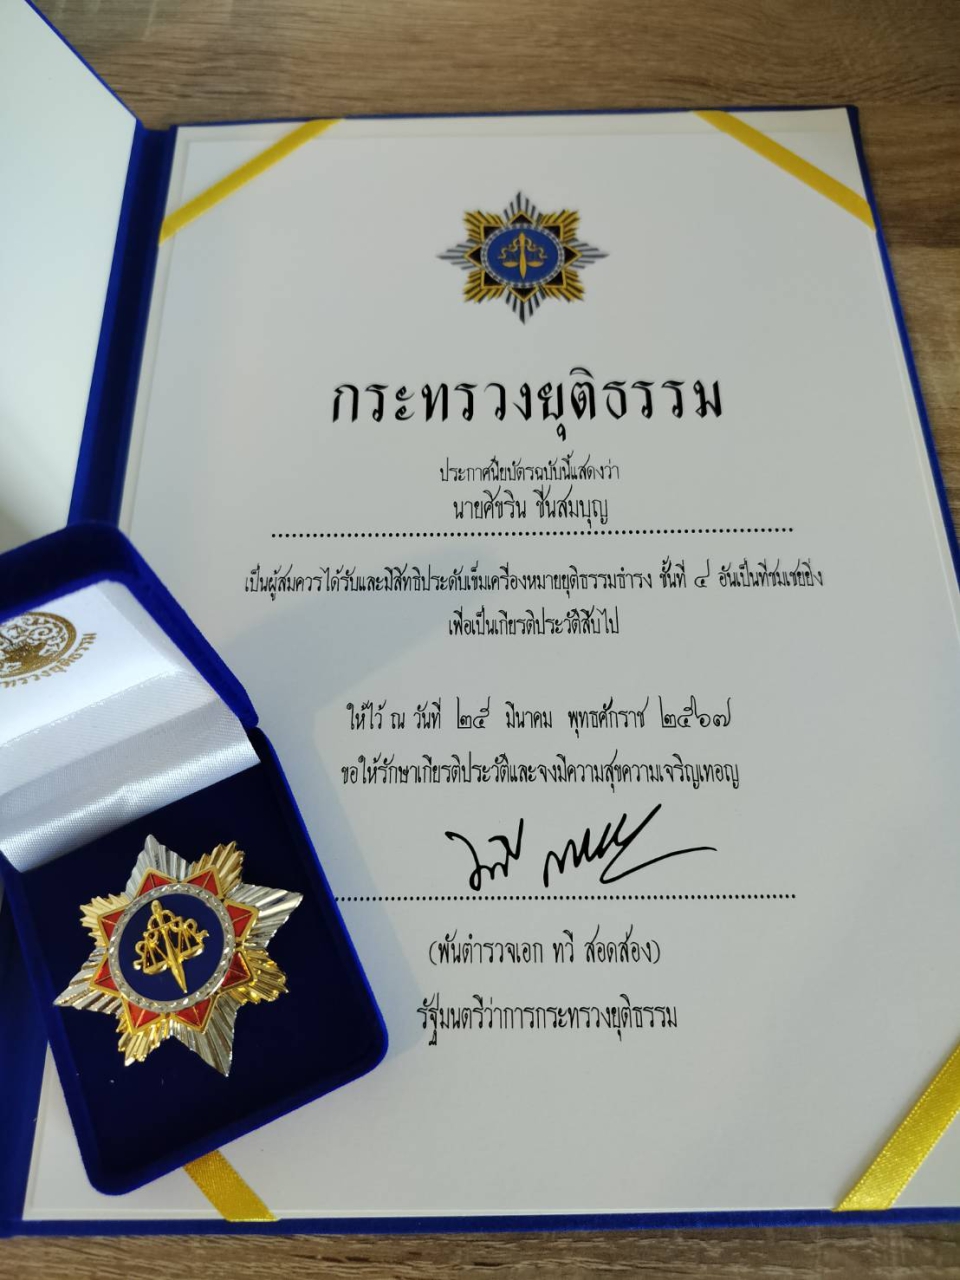 กระทรวงยุติธรรม
ประกาศนียบัตรฉบับนี้แสดงว่า
นายศัชริน ชื่นสมบุญ
เป็นผู้สมควรได้รับและมีสิทธิประดับเข็มเครื่องหมายยุติธรรมธำรง ชั้นที่ ๔ อันเป็นที่ชมเชยยิ่ง
เพื่อเป็นเกียรติประวัติสืบไป
ให้ไว้ ณ วันที่ ๒๕ มีนาคม พุทธศักราช ๒๕๖๗
ขอให้รักษาเกียรติประวัติและจงมีความสุขความเจริญเทอญ
(พันตำรวจเอก ทวี สอดส่อง)
รัฐมนตรีว่าการกระทรวงยุติธรรม